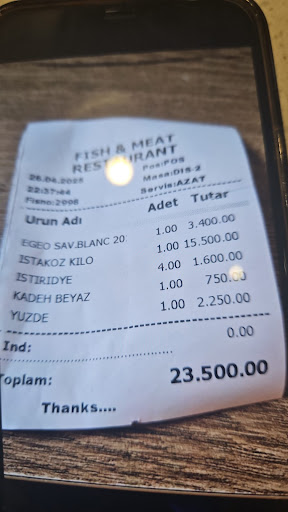 FISH & MEAT
RESTAURANT
26.04.2025 Pos:POS
22:37:44 Masa:DIS-2
Fisno:2008 Servis:AZAT
Urun Adı Adet Tutar
EGEO SAV.BLANC 20 1.00 3.400.00
ISTAKOZ KILO 1.00 15.500.00
ISTIRIDYE 4.00 1.600.00
KADEH BEYAZ 1.00 750.00
YUZDE 1.00 2.250.00
Ind: 0.00
Toplam: 23.500.00
Thanks....